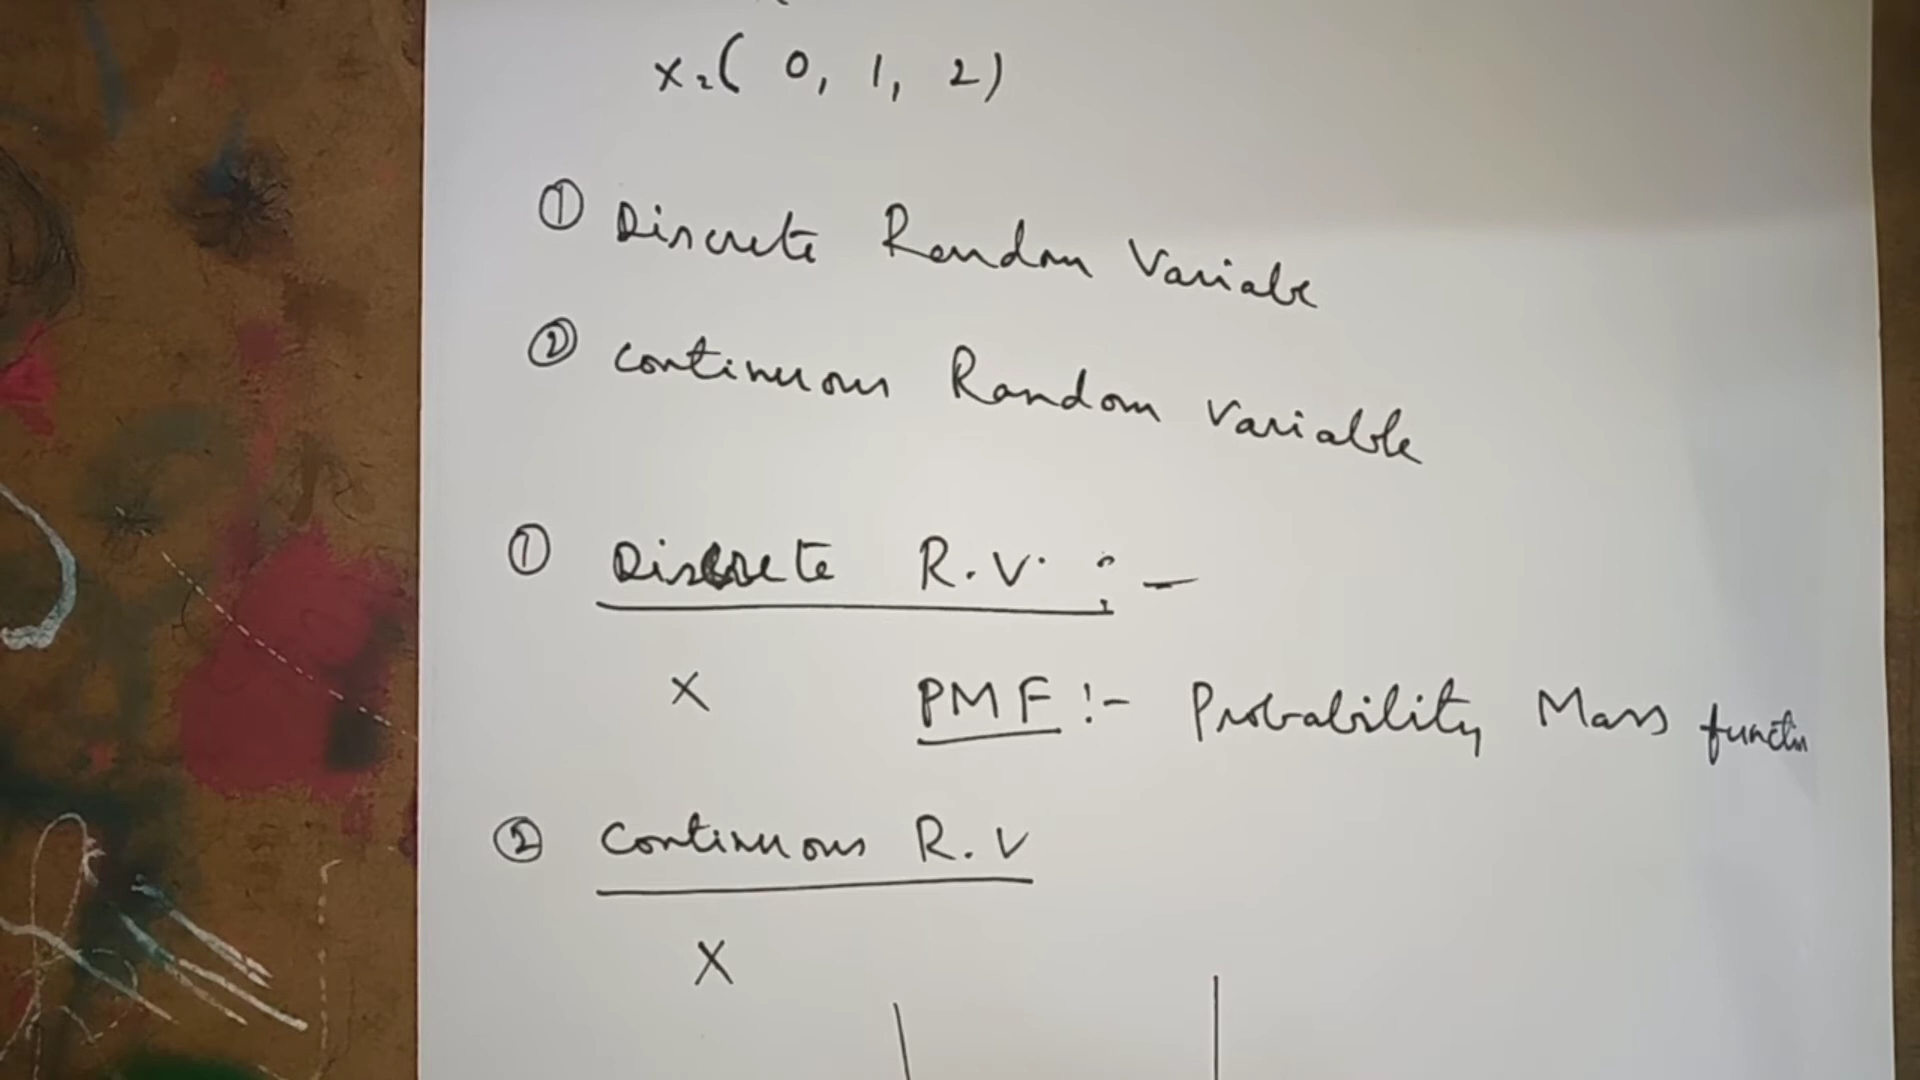 x=( 0, 1, 2)
① Discrete Random Variable
② Continuous Random Variable
① Discrete R.V. :-
X PMF :- Probability Mass function
② Continuous R.V
X